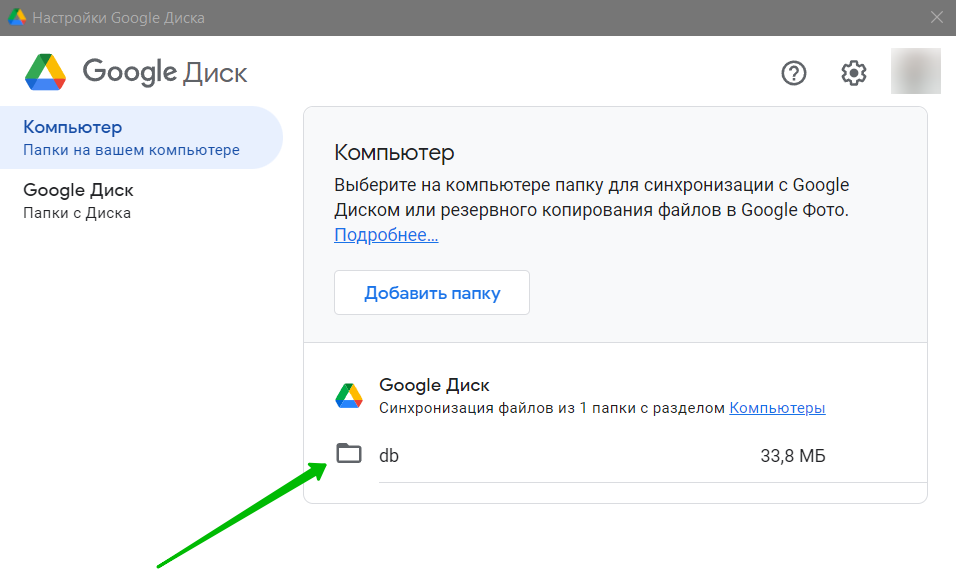 Настройки Google Диска
Google Диск
Компьютер
Папки на вашем компьютере
Google Диск
Папки с Диска
Компьютер
Выберите на компьютере папку для синхронизации с Google
Диском или резервного копирования файлов в Google Фото.
Подробнее...
Добавить папку
Google Диск
Синхронизация файлов из 1 папки с разделом Компьютеры
db 33,8 МБ